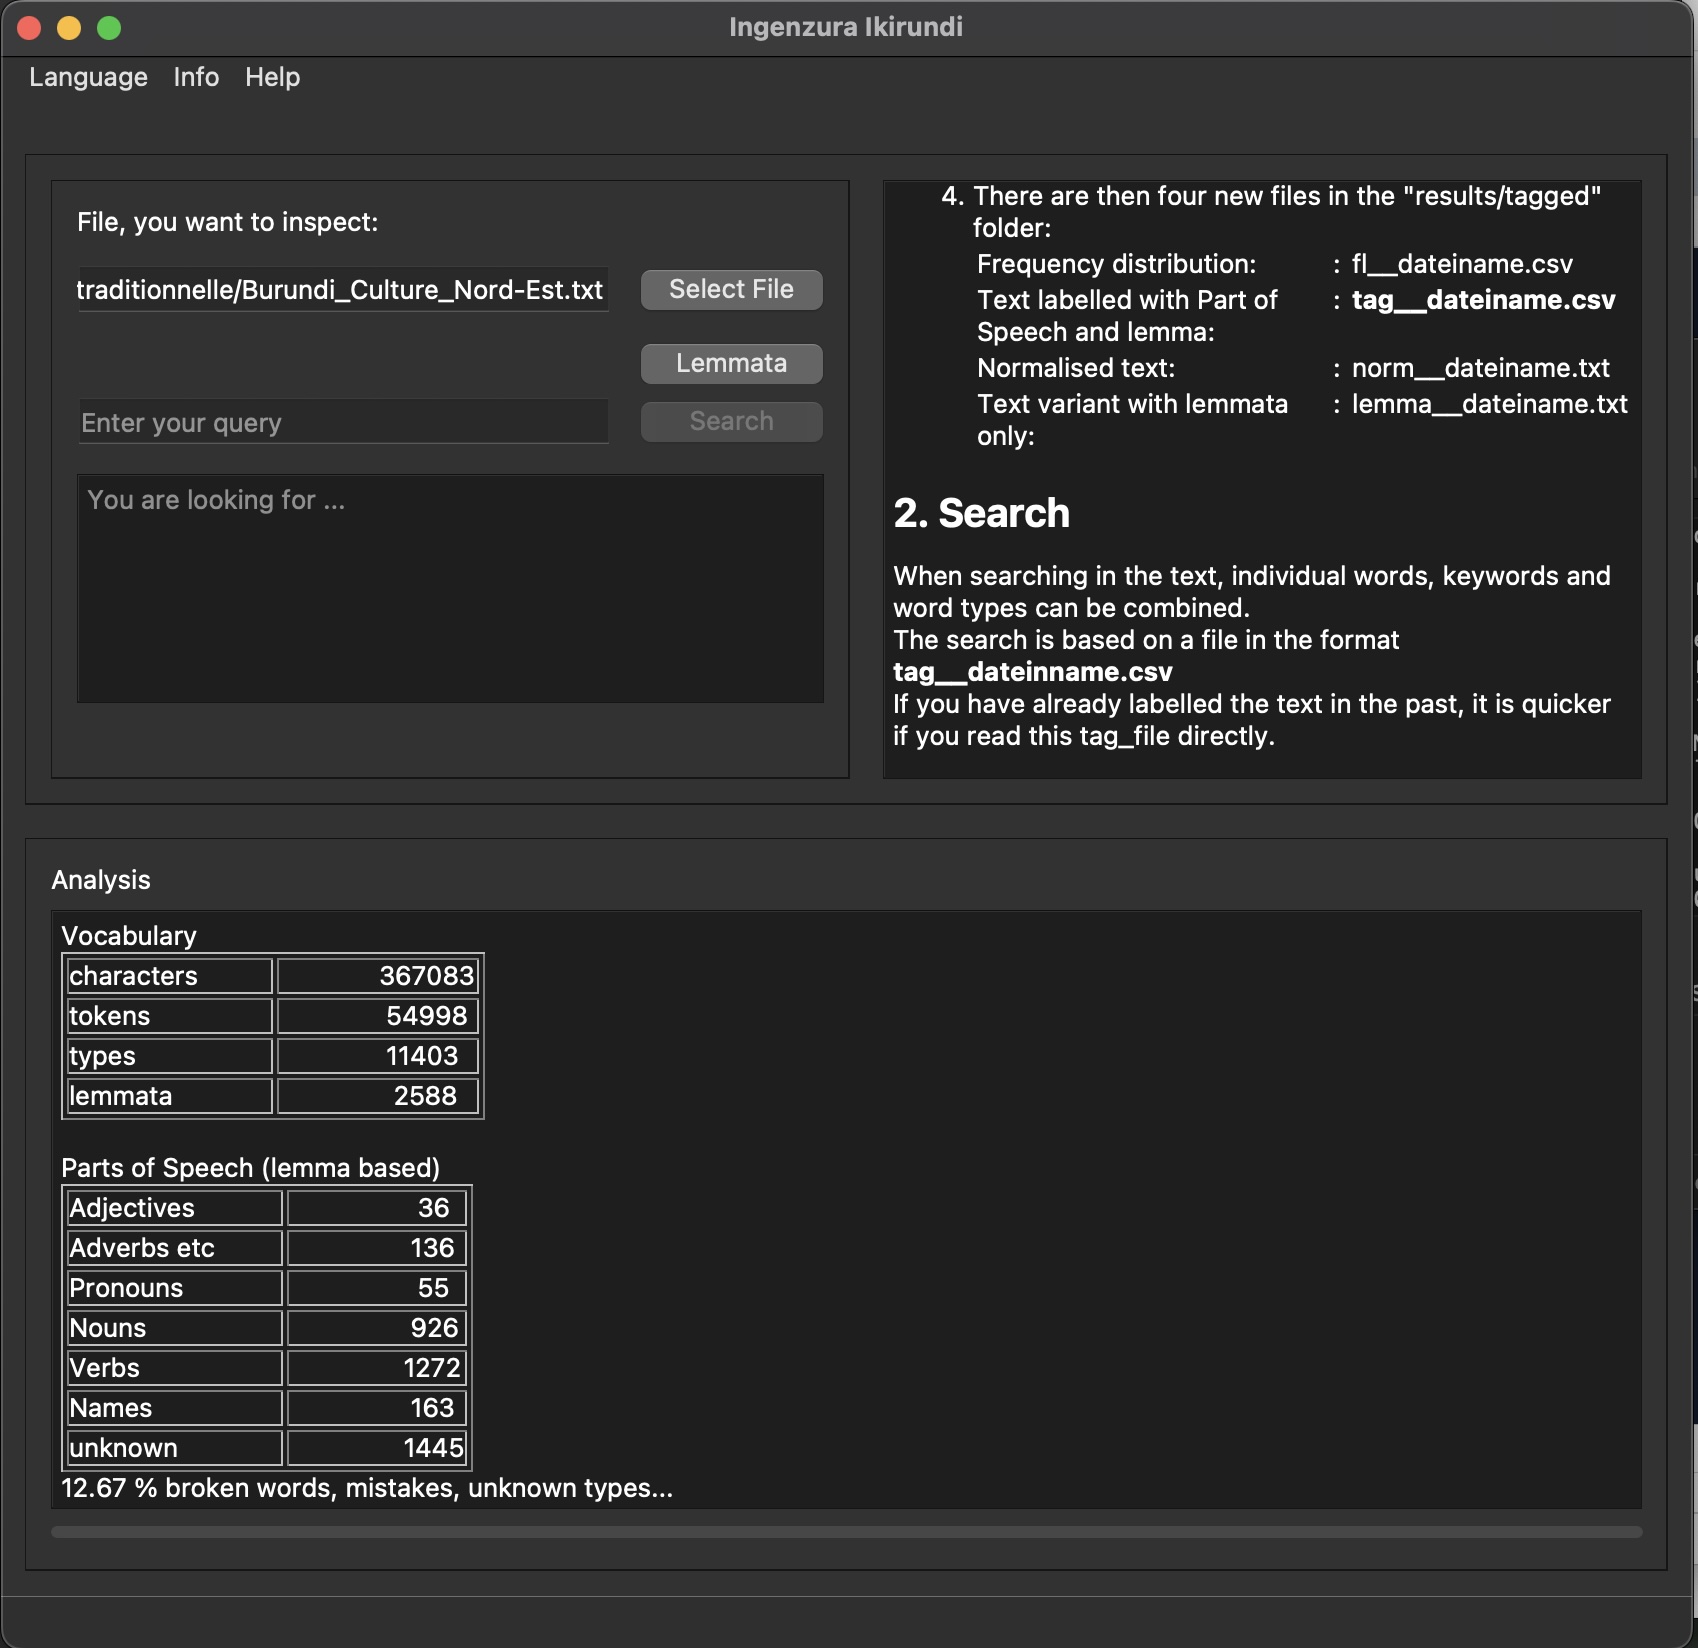 Ingenzura Ikirundi
Language Info Help
File, you want to inspect:
traditionnelle/Burundi_Culture_Nord-Est.txt
Select File
Lemmata
Enter your query
Search
You are looking for ...
4. There are then four new files in the "results/tagged"
folder:
Frequency distribution: : fl__dateiname.csv
Text labelled with Part of : tag__dateiname.csv
Speech and lemma:
Normalised text: : norm__dateiname.txt
Text variant with lemmata : lemma__dateiname.txt
only:
2. Search
When searching in the text, individual words, keywords and
word types can be combined.
The search is based on a file in the format
tag__dateinname.csv
If you have already labelled the text in the past, it is quicker
if you read this tag_file directly.
Analysis
Vocabulary
characters 367083
tokens 54998
types 11403
lemmata 2588
Parts of Speech (lemma based)
Adjectives 36
Adverbs etc 136
Pronouns 55
Nouns 926
Verbs 1272
Names 163
unknown 1445
12.67 % broken words, mistakes, unknown types...